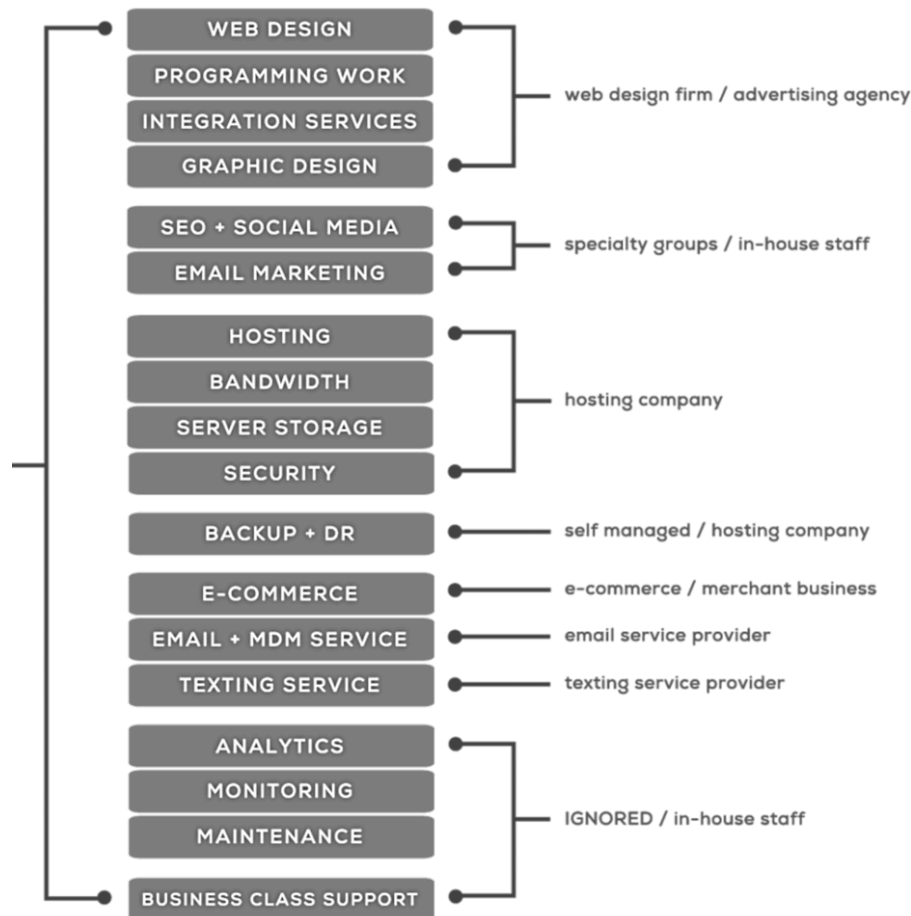 WEB DESIGN
PROGRAMMING WORK
INTEGRATION SERVICES
GRAPHIC DESIGN
web design firm / advertising agency
SEO + SOCIAL MEDIA
EMAIL MARKETING
specialty groups / in-house staff
HOSTING
BANDWIDTH
SERVER STORAGE
SECURITY
hosting company
BACKUP + DR
self managed / hosting company
E-COMMERCE
e-commerce / merchant business
EMAIL + MDM SERVICE
email service provider
TEXTING SERVICE
texting service provider
ANALYTICS
MONITORING
MAINTENANCE
BUSINESS CLASS SUPPORT
IGNORED / in-house staff